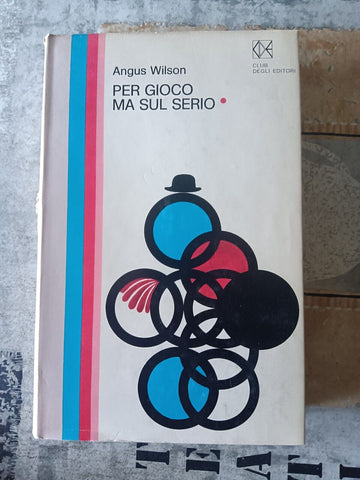 CLUB
DEGLI EDITORI
Angus Wilson
PER GIOCO
MA SUL SERIO